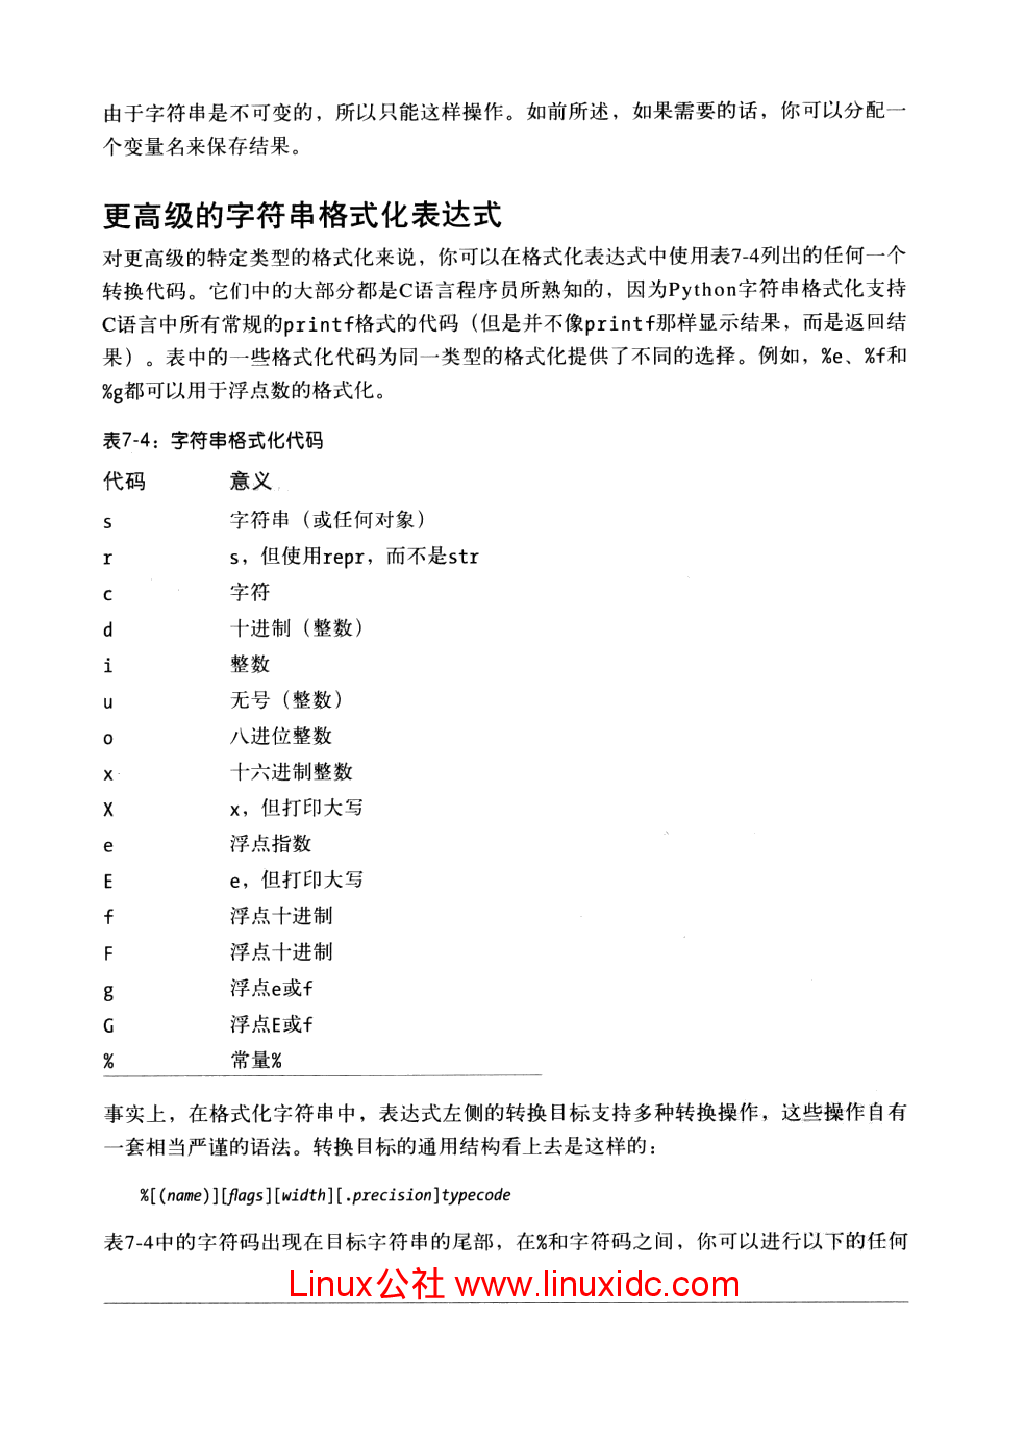 由于字符串是不可变的，所以只能这样操作。如前所述，如果需要的话，你可以分配一
个变量名来保存结果。
更高级的字符串格式化表达式
对更高级的特定类型的格式化来说，你可以在格式化表达式中使用表7-4列出的任何一个
转换代码。它们中的大部分都是C语言程序员所熟知的，因为Python字符串格式化支持
C语言中所有常规的printf格式的代码（但是并不像printf那样显示结果，而是返回结
果）。表中的一些格式化代码为同一类型的格式化提供了不同的选择。例如，%e、%f和
%g都可以用于浮点数的格式化。
表7-4：字符串格式化代码
代码 意义
s 字符串（或任何对象）
r s，但使用repr，而不是str
c 字符
d 十进制（整数）
i 整数
u 无号（整数）
o 八进位整数
x 十六进制整数
X x，但打印大写
e 浮点指数
E e，但打印大写
f 浮点十进制
F 浮点十进制
g 浮点e或f
G 浮点E或f
% 常量%
事实上，在格式化字符串中，表达式左侧的转换目标支持多种转换操作，这些操作自有
一套相当严谨的语法。转换目标的通用结构看上去是这样的：
%[(name)][flags][width][.precision]typecode
表7-4中的字符码出现在目标字符串的尾部，在%和字符码之间，你可以进行以下的任何
Linux公社 www.linuxidc.com